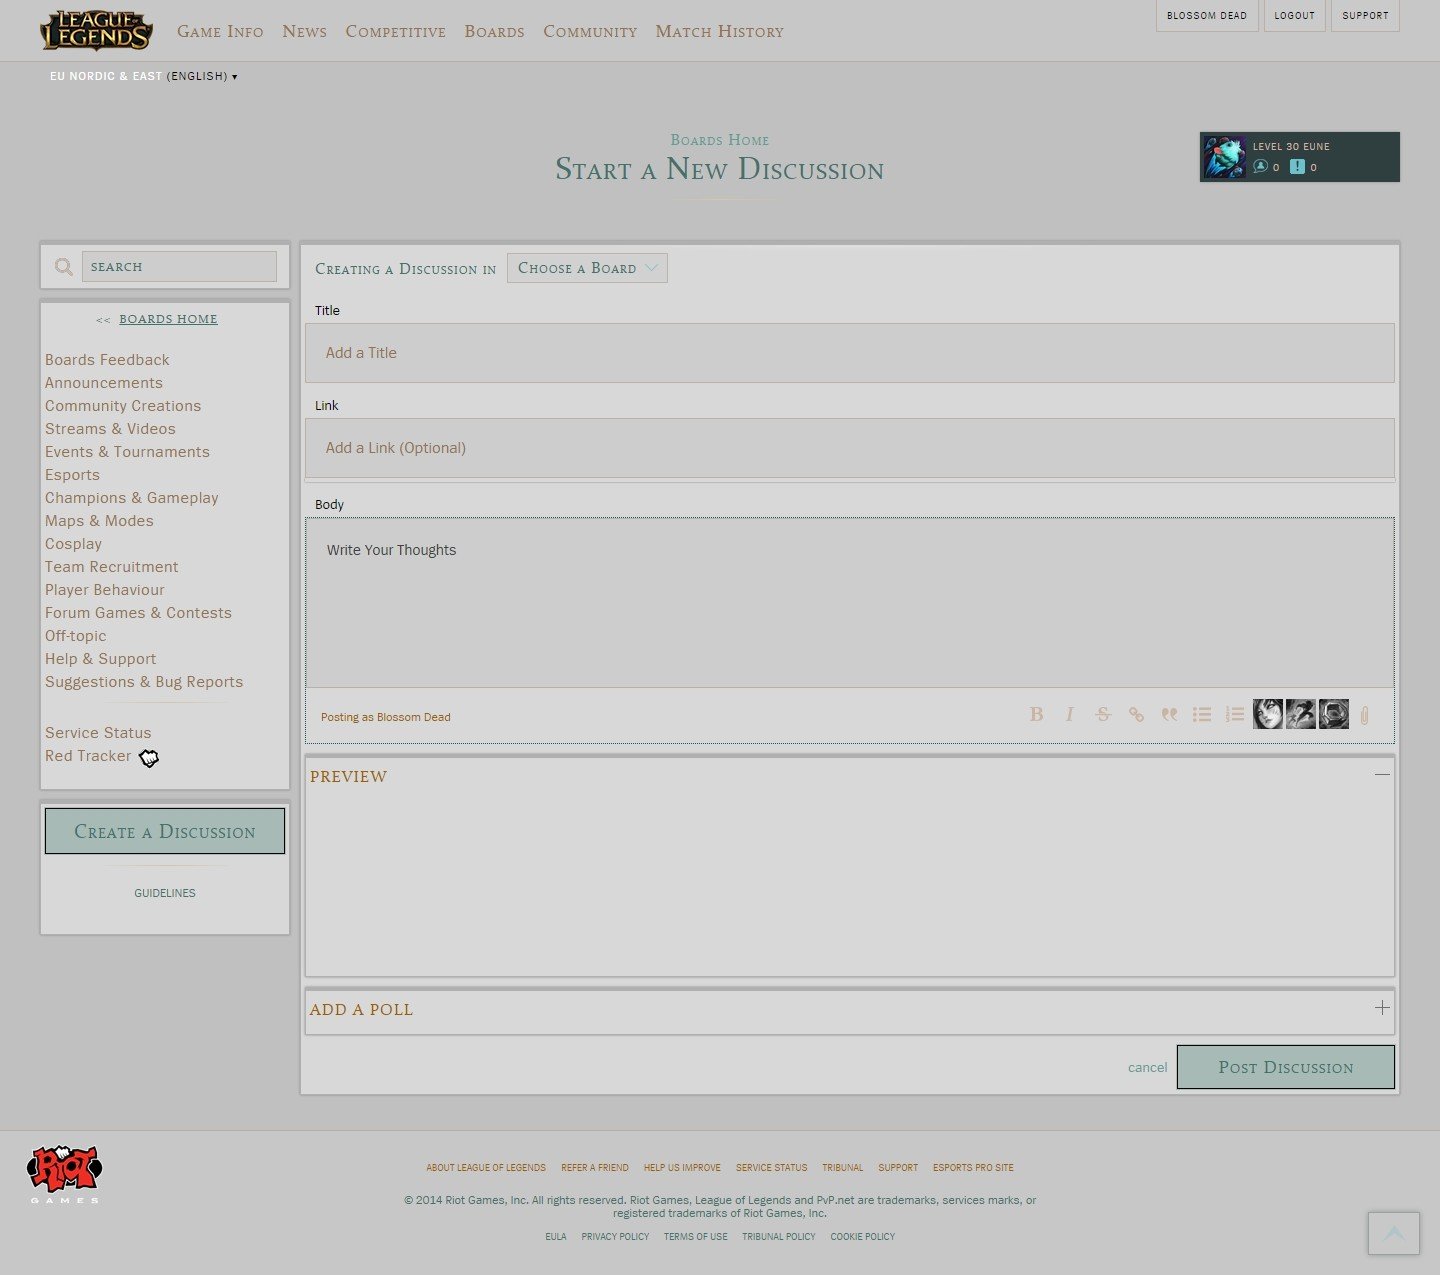 LEAGUE OF LEGENDS
Game Info News Competitive Boards Community Match History
BLOSSOM DEAD LOGOUT SUPPORT
EU NORDIC & EAST (ENGLISH) ▾
Boards Home
Start a New Discussion
LEVEL 30 EUNE
0 0
SEARCH
<< BOARDS HOME
Boards Feedback
Announcements
Community Creations
Streams & Videos
Events & Tournaments
Esports
Champions & Gameplay
Maps & Modes
Cosplay
Team Recruitment
Player Behaviour
Forum Games & Contests
Off-topic
Help & Support
Suggestions & Bug Reports
Service Status
Red Tracker
Create a Discussion
GUIDELINES
Creating a Discussion in Choose a Board
Title
Add a Title
Link
Add a Link (Optional)
Body
Write Your Thoughts
Posting as Blossom Dead
B I S
PREVIEW
ADD A POLL
cancel Post Discussion
RIOT
GAMES
ABOUT LEAGUE OF LEGENDS REFER A FRIEND HELP US IMPROVE SERVICE STATUS TRIBUNAL SUPPORT ESPORTS PRO SITE
© 2014 Riot Games, Inc. All rights reserved. Riot Games, League of Legends and PvP.net are trademarks, services marks, or
registered trademarks of Riot Games, Inc.
EULA PRIVACY POLICY TERMS OF USE TRIBUNAL POLICY COOKIE POLICY